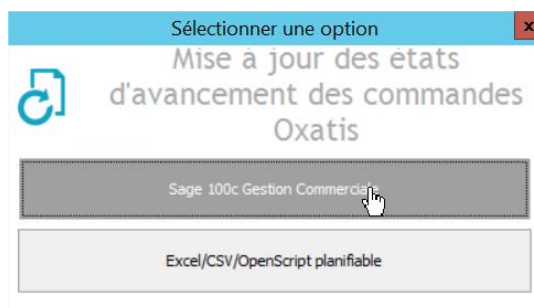 Sélectionner une option
x
Mise à jour des états
d'avancement des commandes
Oxatis
Sage 100c Gestion Commerciale
Excel/CSV/OpenScript planifiable